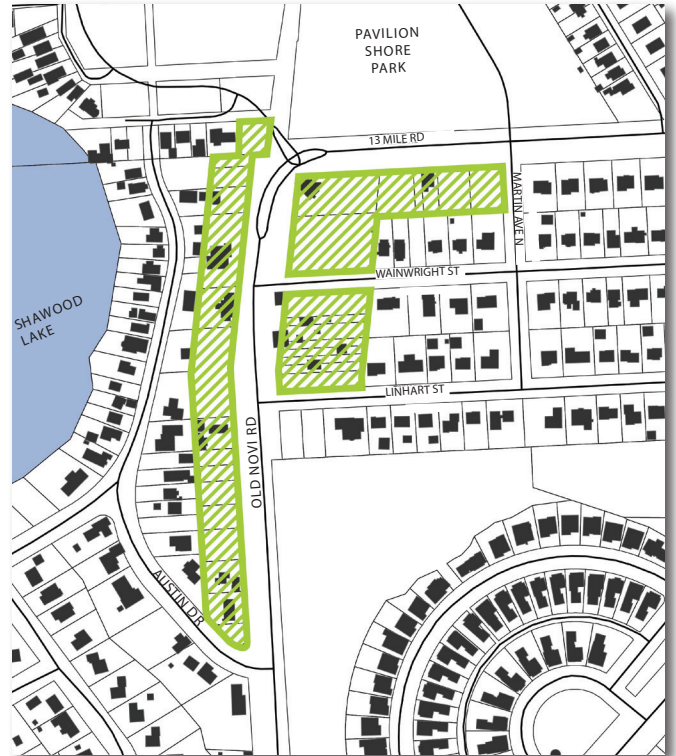 PAVILION
SHORE
PARK
13 MILE RD
MARTIN AVE N
WAINWRIGHT ST
SHAWOOD
LAKE
LINHART ST
OLD NOVI RD
AUSTIN DR